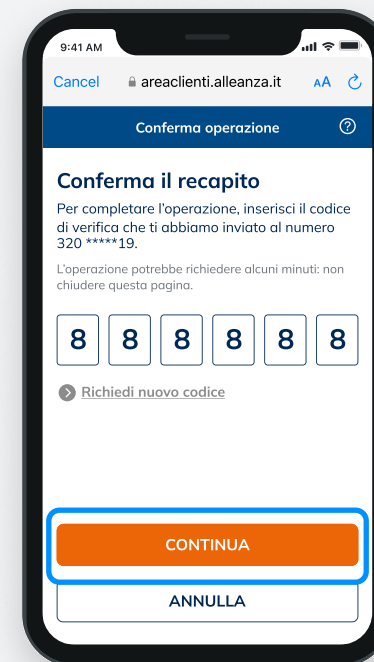 9:41 AM
Cancel areaclienti.alleanza.it AA
Conferma operazione ?
Conferma il recapito
Per completare l'operazione, inserisci il codice
di verifica che ti abbiamo inviato al numero
320 *****19.
L'operazione potrebbe richiedere alcuni minuti: non
chiudere questa pagina.
8 8 8 8 8 8
Richiedi nuovo codice
CONTINUA
ANNULLA